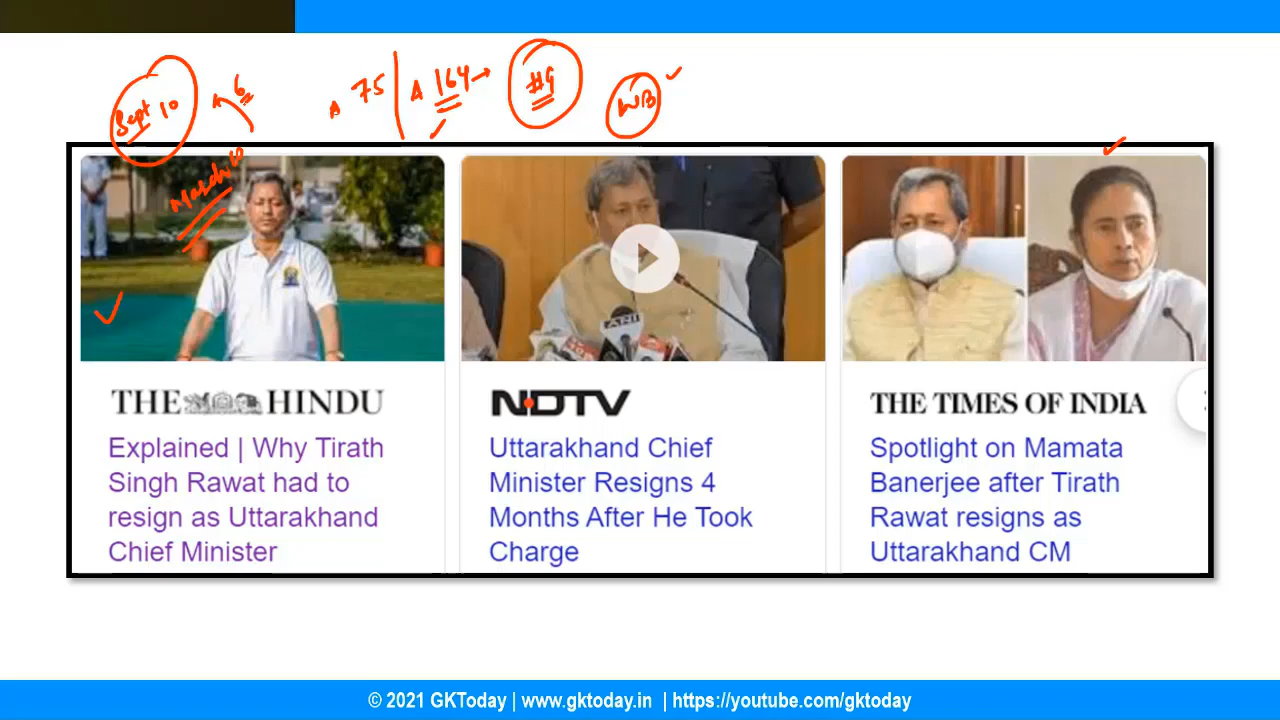 Sept 10
A 6
A 75
A 164
#4
WB
March 10
ANI
THE HINDU
Explained | Why Tirath
Singh Rawat had to
resign as Uttarakhand
Chief Minister
NDTV
Uttarakhand Chief
Minister Resigns 4
Months After He Took
Charge
THE TIMES OF INDIA
Spotlight on Mamata
Banerjee after Tirath
Rawat resigns as
Uttarakhand CM
© 2021 GKToday | www.gktoday.in | https://youtube.com/gktoday